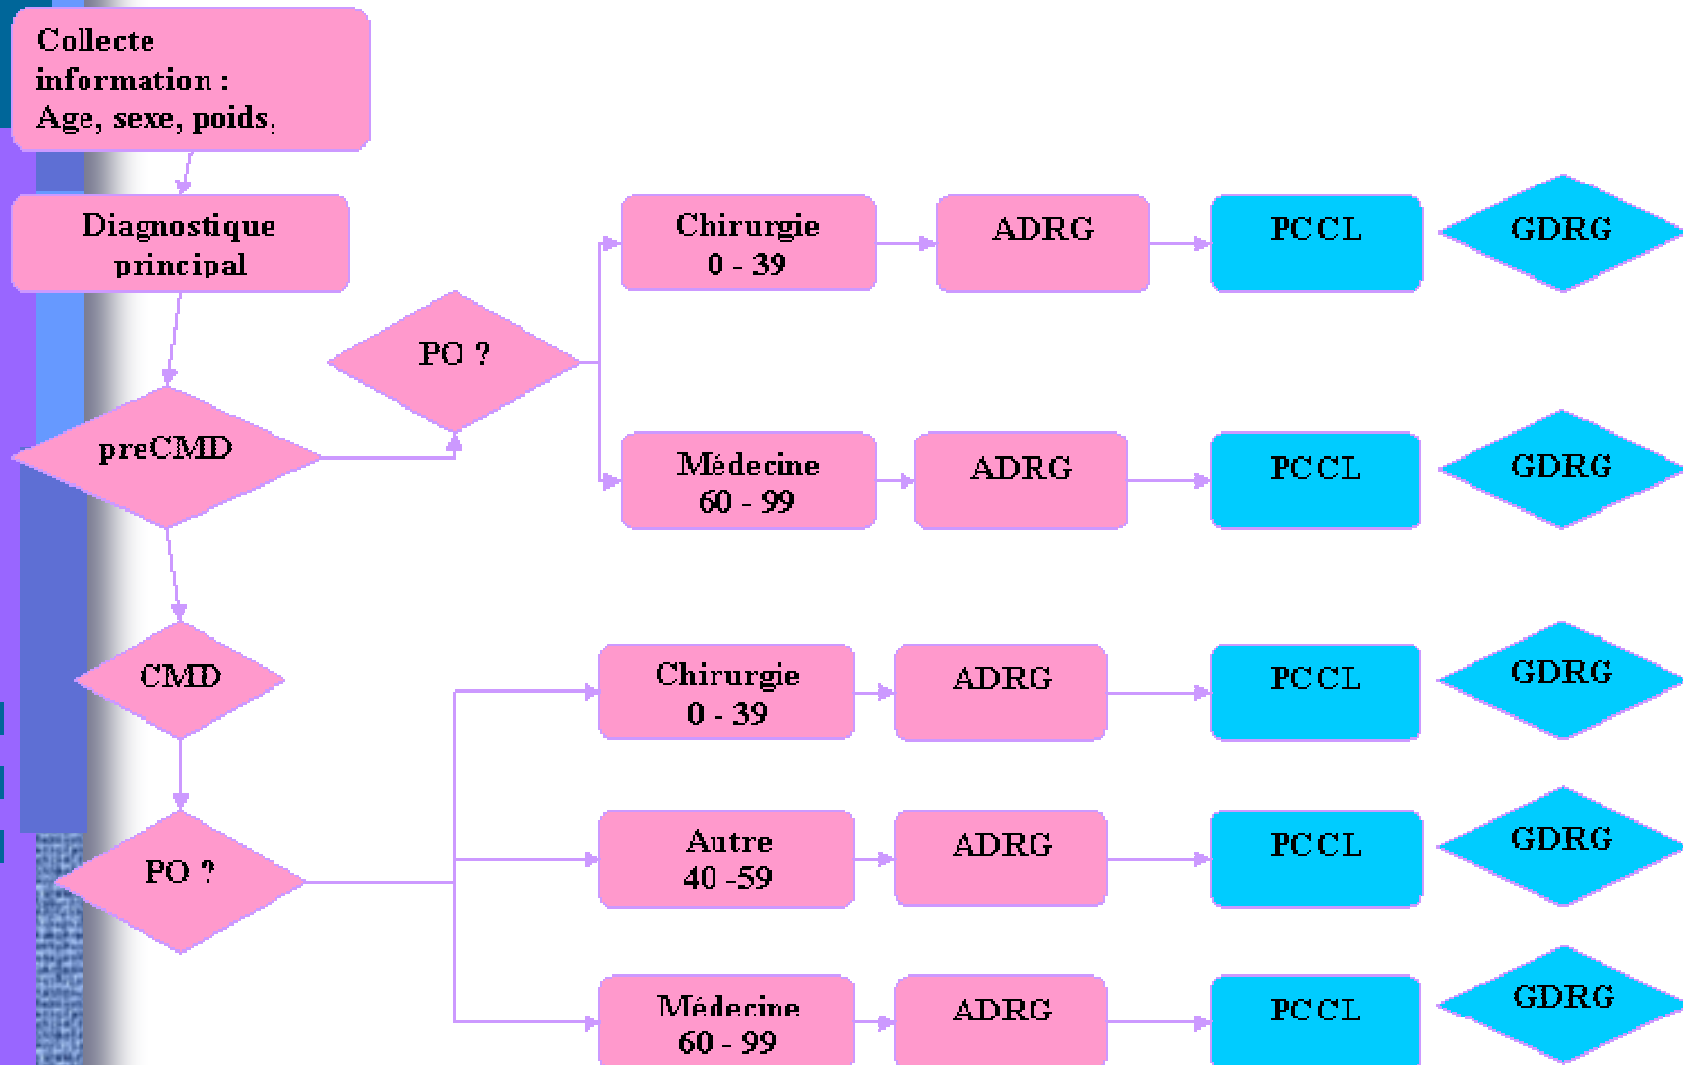 Collecte
information :
Age, sexe, poids,
Diagnostique
principal
preCMD
PO ?
Chirurgie
0 - 39
ADRG
PCCL
GDRG
Médecine
60 - 99
ADRG
PCCL
GDRG
CMD
PO ?
Chirurgie
0 - 39
ADRG
PCCL
GDRG
Autre
40 -59
ADRG
PCCL
GDRG
Médecine
60 - 99
ADRG
PCCL
GDRG